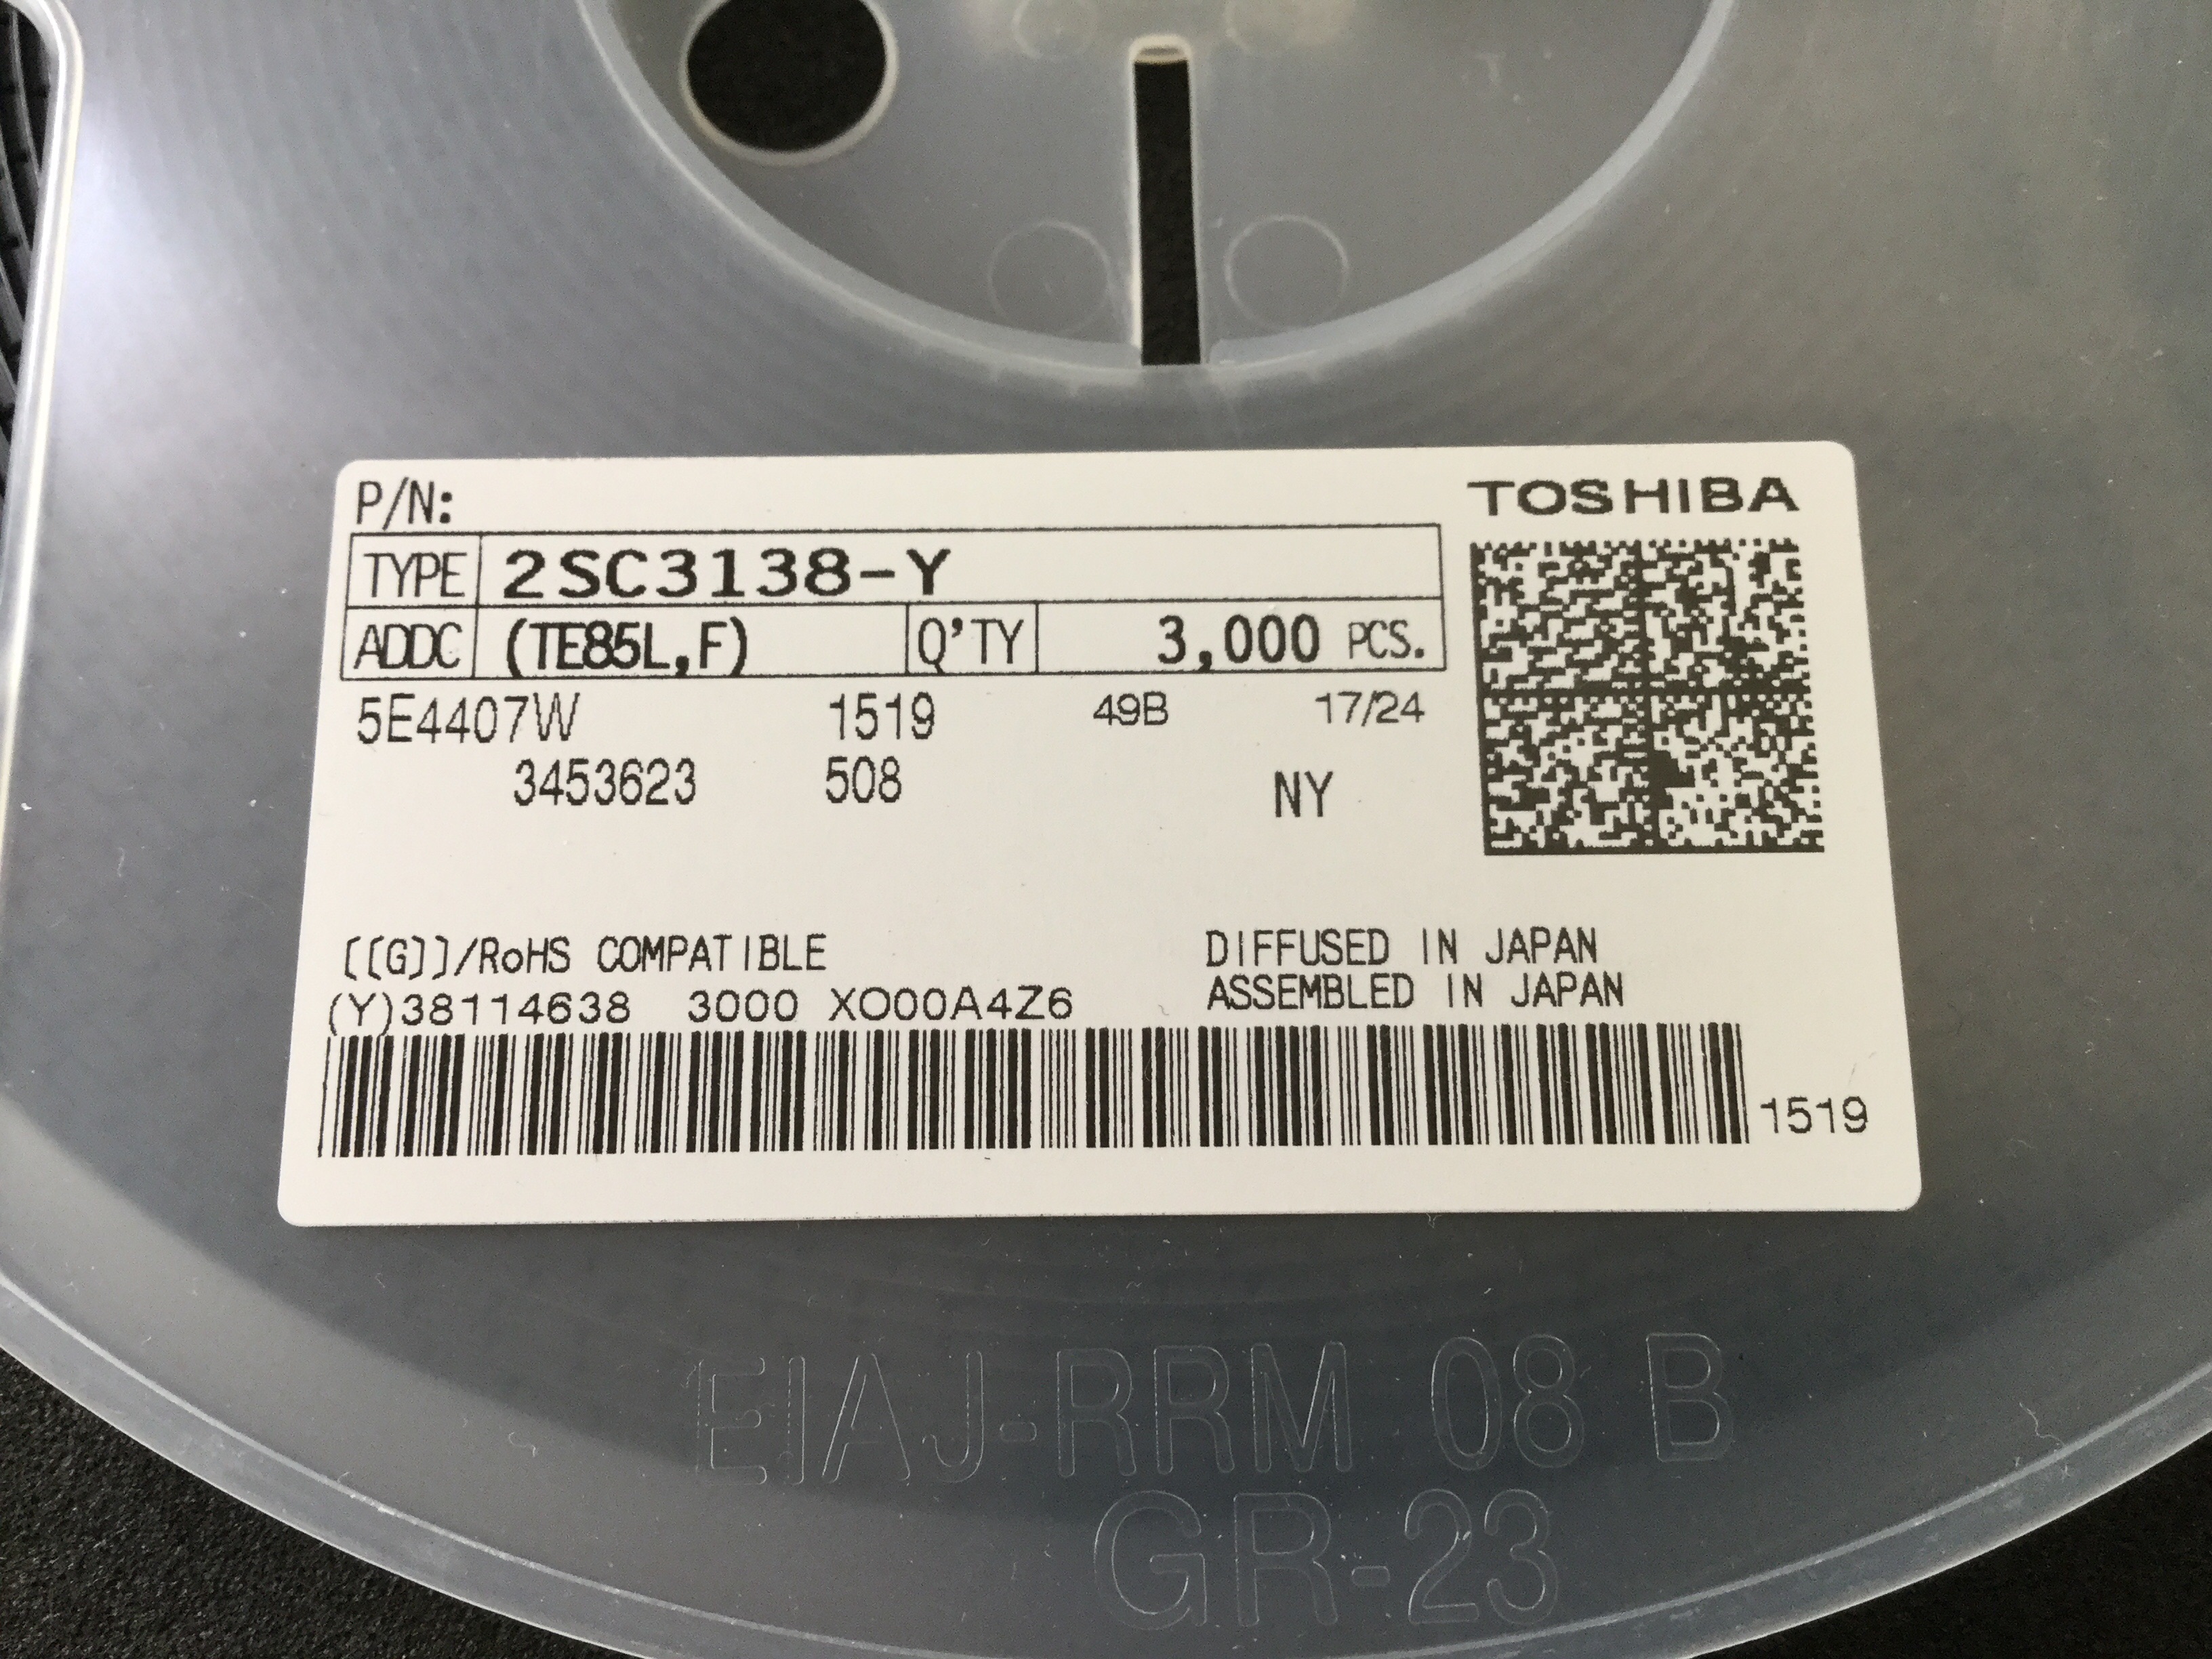 P/N:
TOSHIBA
TYPE 2SC3138-Y
ADDC (TE85L,F) Q'TY 3,000 PCS.
5E4407W 1519 49B 17/24
3453623 508 NY
[[G]]/RoHS COMPATIBLE
DIFFUSED IN JAPAN
ASSEMBLED IN JAPAN
(Y)38114638 3000 XO00A4Z6
1519
EIAJ-RRM 08 B
GR-23